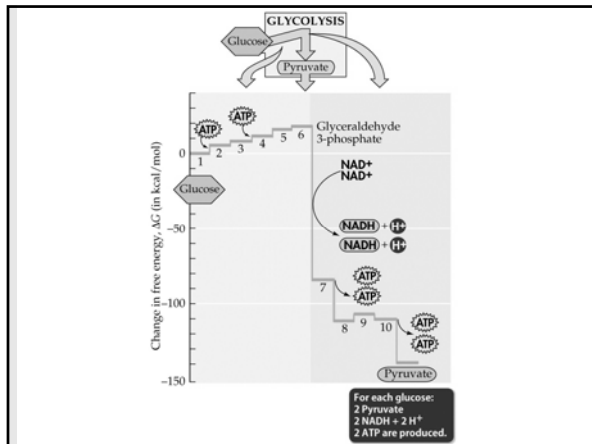 GLYCOLYSIS
Glucose
Pyruvate
Change in free energy, ΔG (in kcal/mol)
0
−50
−100
−150
ATP
ATP
1
2
3
4
5
6
Glyceraldehyde
3-phosphate
Glucose
NAD+
NAD+
NADH + H+
NADH + H+
7
ATP
ATP
8
9
10
ATP
ATP
Pyruvate
For each glucose:
2 Pyruvate
2 NADH + 2 H⁺
2 ATP are produced.